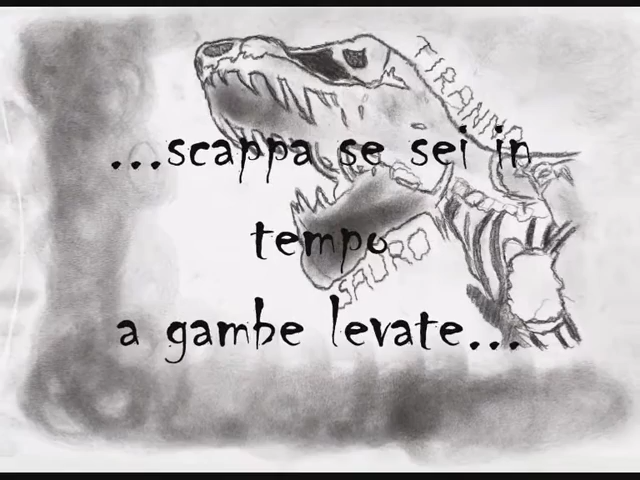 TIRANNO
...scappa se sei in
tempo
SAURO
a gambe levate...